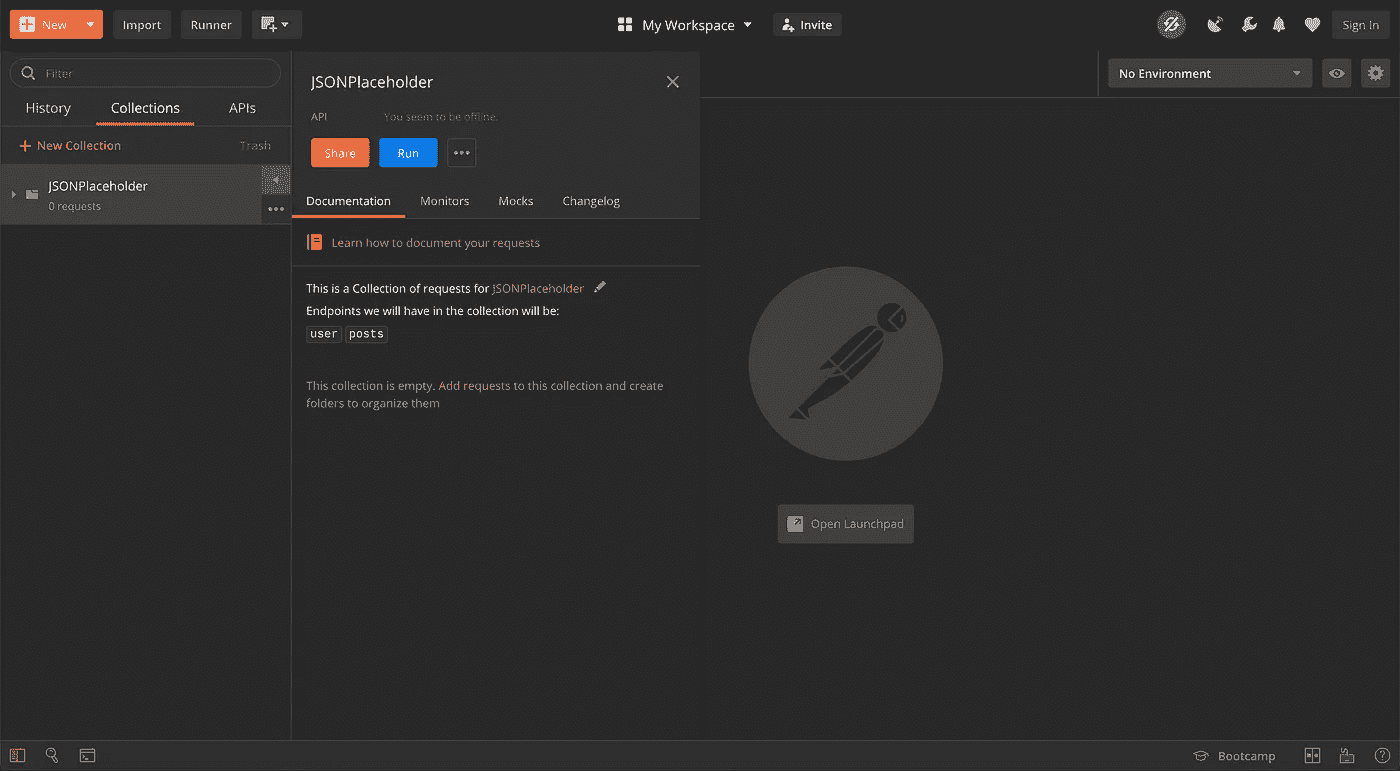 New Import Runner My Workspace Invite Sign In
Filter
No Environment
History Collections APIs
+ New Collection Trash
JSONPlaceholder
0 requests
JSONPlaceholder
API You seem to be offline.
Share Run
Documentation Monitors Mocks Changelog
Learn how to document your requests
This is a Collection of requests for JSONPlaceholder
Endpoints we will have in the collection will be:
user posts
This collection is empty. Add requests to this collection and create
folders to organize them
Open Launchpad
Bootcamp